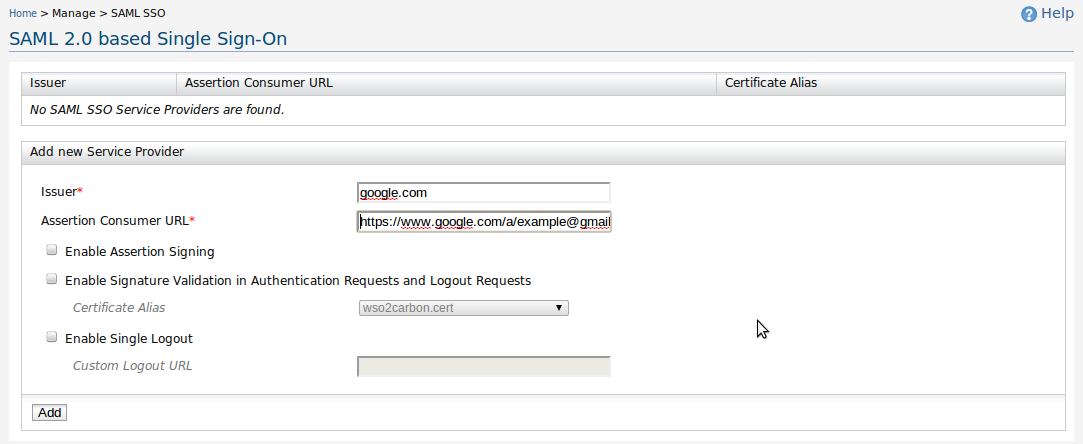 Home > Manage > SAML SSO
Help
SAML 2.0 based Single Sign-On
Issuer Assertion Consumer URL Certificate Alias
No SAML SSO Service Providers are found.
Add new Service Provider
Issuer* google.com
Assertion Consumer URL* https://www.google.com/a/example@gmail
Enable Assertion Signing
Enable Signature Validation in Authentication Requests and Logout Requests
Certificate Alias wso2carbon.cert
Enable Single Logout
Custom Logout URL
Add